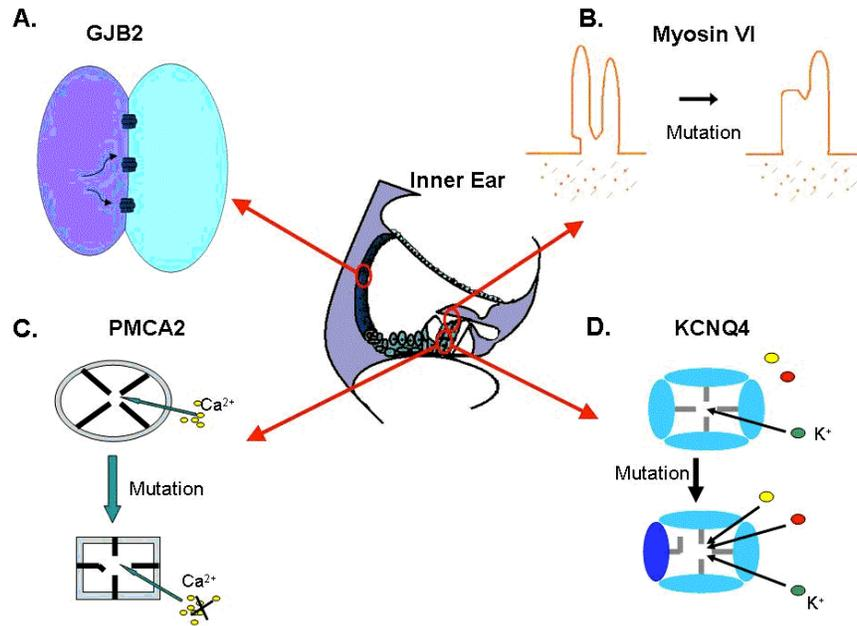 A.
GJB2
B.
Myosin VI
Mutation
Inner Ear
C.
PMCA2
Ca²⁺
Mutation
Ca²⁺
D.
KCNQ4
K⁺
Mutation
K⁺